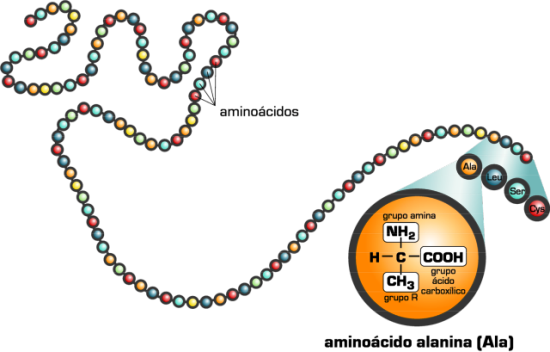 aminoácidos
Ala
Leu
Ser
Cys
grupo amina
NH2
H C COOH
CH3
grupo
ácido
carboxílico
grupo R
aminoácido alanina (Ala)